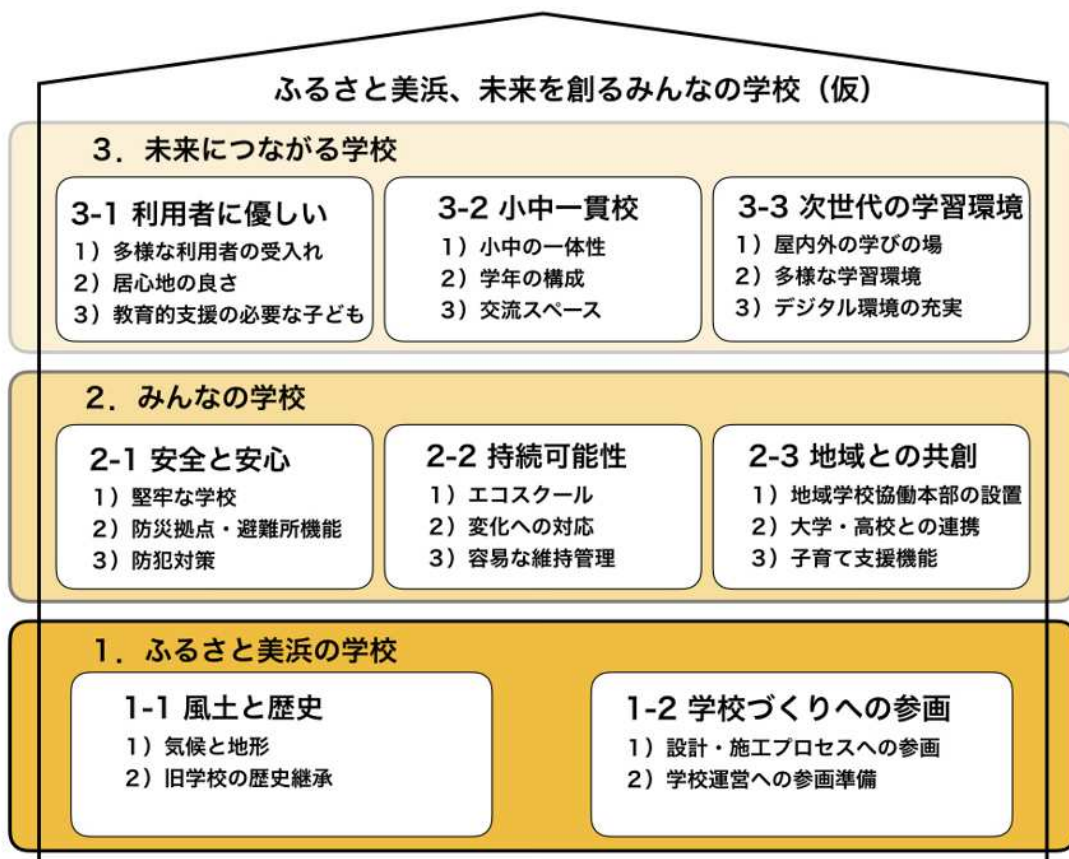 ふるさと美浜、未来を創るみんなの学校（仮）
3．未来につながる学校
3-1 利用者に優しい
1）多様な利用者の受入れ
2）居心地の良さ
3）教育的支援の必要な子ども
3-2 小中一貫校
1）小中の一体性
2）学年の構成
3）交流スペース
3-3 次世代の学習環境
1）屋内外の学びの場
2）多様な学習環境
3）デジタル環境の充実
2．みんなの学校
2-1 安全と安心
1）堅牢な学校
2）防災拠点・避難所機能
3）防犯対策
2-2 持続可能性
1）エコスクール
2）変化への対応
3）容易な維持管理
2-3 地域との共創
1）地域学校協働本部の設置
2）大学・高校との連携
3）子育て支援機能
1．ふるさと美浜の学校
1-1 風土と歴史
1）気候と地形
2）旧学校の歴史継承
1-2 学校づくりへの参画
1）設計・施工プロセスへの参画
2）学校運営への参画準備